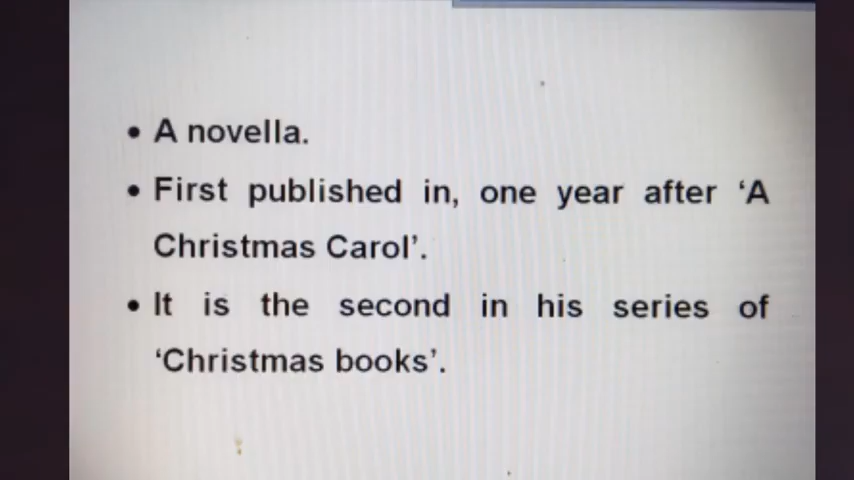 • A novella.
• First published in, one year after ‘A
Christmas Carol’.
• It is the second in his series of
‘Christmas books’.